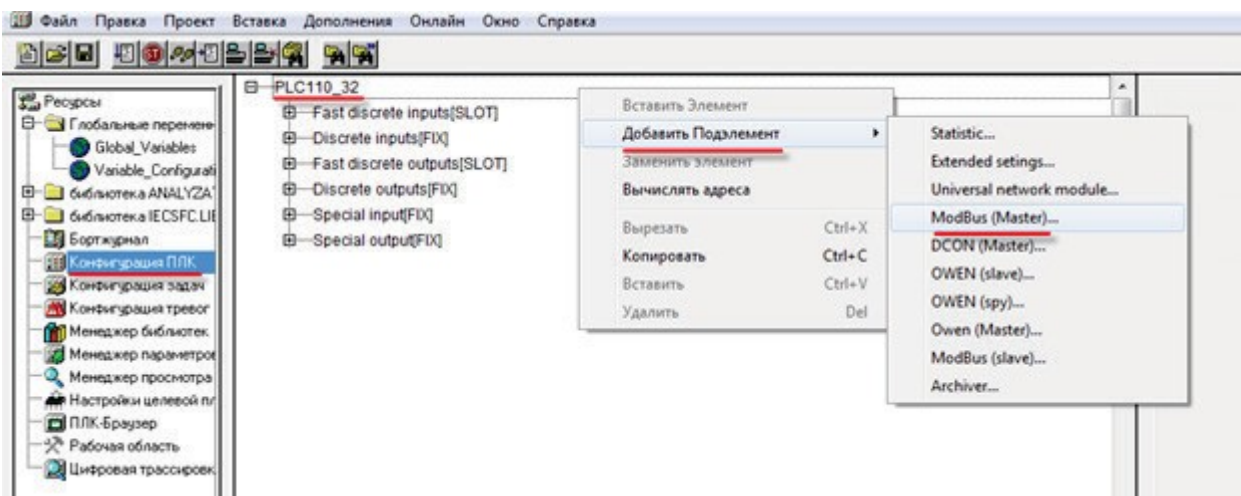 Файл Правка Проект Вставка Дополнения Онлайн Окно Справка
Ресурсы
Глобальные перемене
Global_Variables
Variable_Configurati
библиотека ANALYZA
библиотека IECSFC.LIE
Бортжурнал
Конфигурация ПЛК
Конфигурация задач
Конфигурация тревог
Менеджер библиотек
Менеджер параметров
Менеджер просмотра
Настройки целевой пл
ПЛК-Браузер
Рабочая область
Цифровая трассировк
PLC110_32
Fast discrete inputs[SLOT]
Discrete inputs[FIX]
Fast discrete outputs[SLOT]
Discrete outputs[FIX]
Special input[FIX]
Special output[FIX]
Вставить Элемент
Добавить Подэлемент
Заменить элемент
Вычислять адреса
Вырезать Ctrl+X
Копировать Ctrl+C
Вставить Ctrl+V
Удалить Del
Statistic...
Extended setings...
Universal network module...
ModBus (Master)...
DCON (Master)...
OWEN (slave)...
OWEN (spy)...
Owen (Master)...
ModBus (slave)...
Archiver...